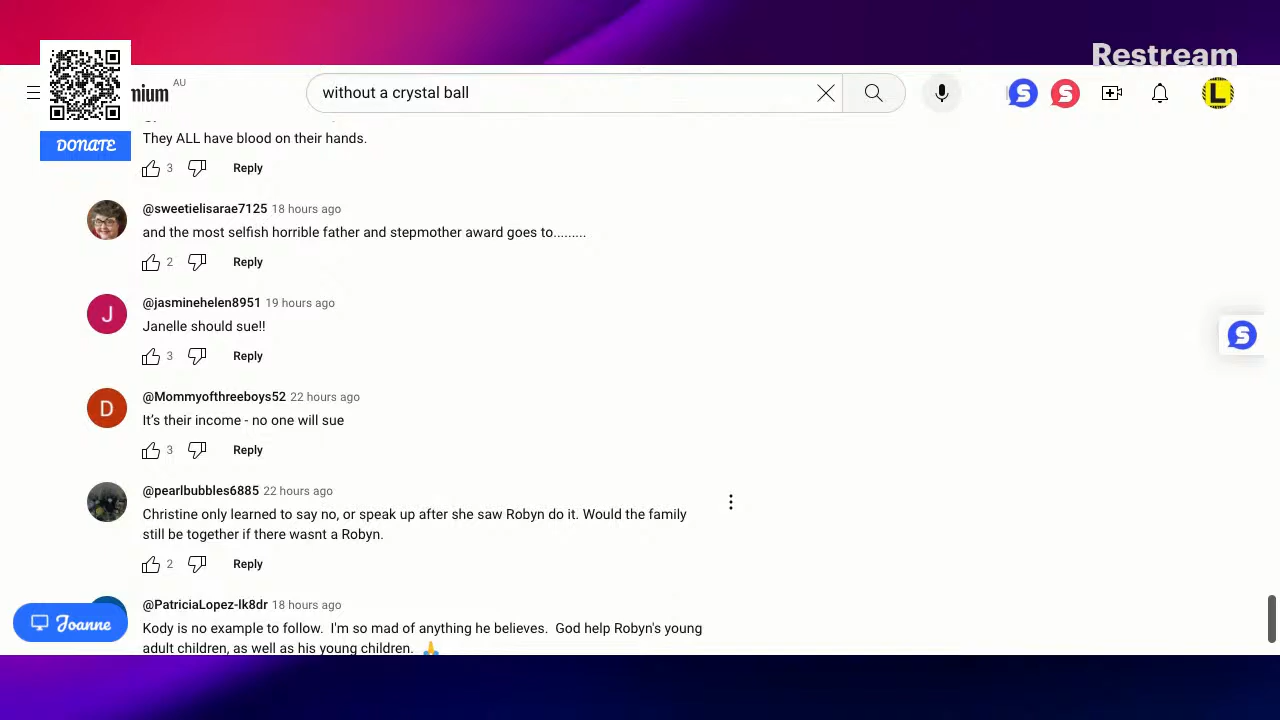 Restream
mium AU
without a crystal ball
L
DONATE
They ALL have blood on their hands.
3 Reply
@sweetielisarae7125 18 hours ago
and the most selfish horrible father and stepmother award goes to.........
2 Reply
J
@jasminehelen8951 19 hours ago
Janelle should sue!!
3 Reply
D
@Mommyofthreeboys52 22 hours ago
It's their income - no one will sue
3 Reply
@pearlbubbles6885 22 hours ago
Christine only learned to say no, or speak up after she saw Robyn do it. Would the family
still be together if there wasnt a Robyn.
2 Reply
@PatriciaLopez-lk8dr 18 hours ago
Joanne
Kody is no example to follow.  I'm so mad of anything he believes.  God help Robyn's young
adult children, as well as his young children. 🙏